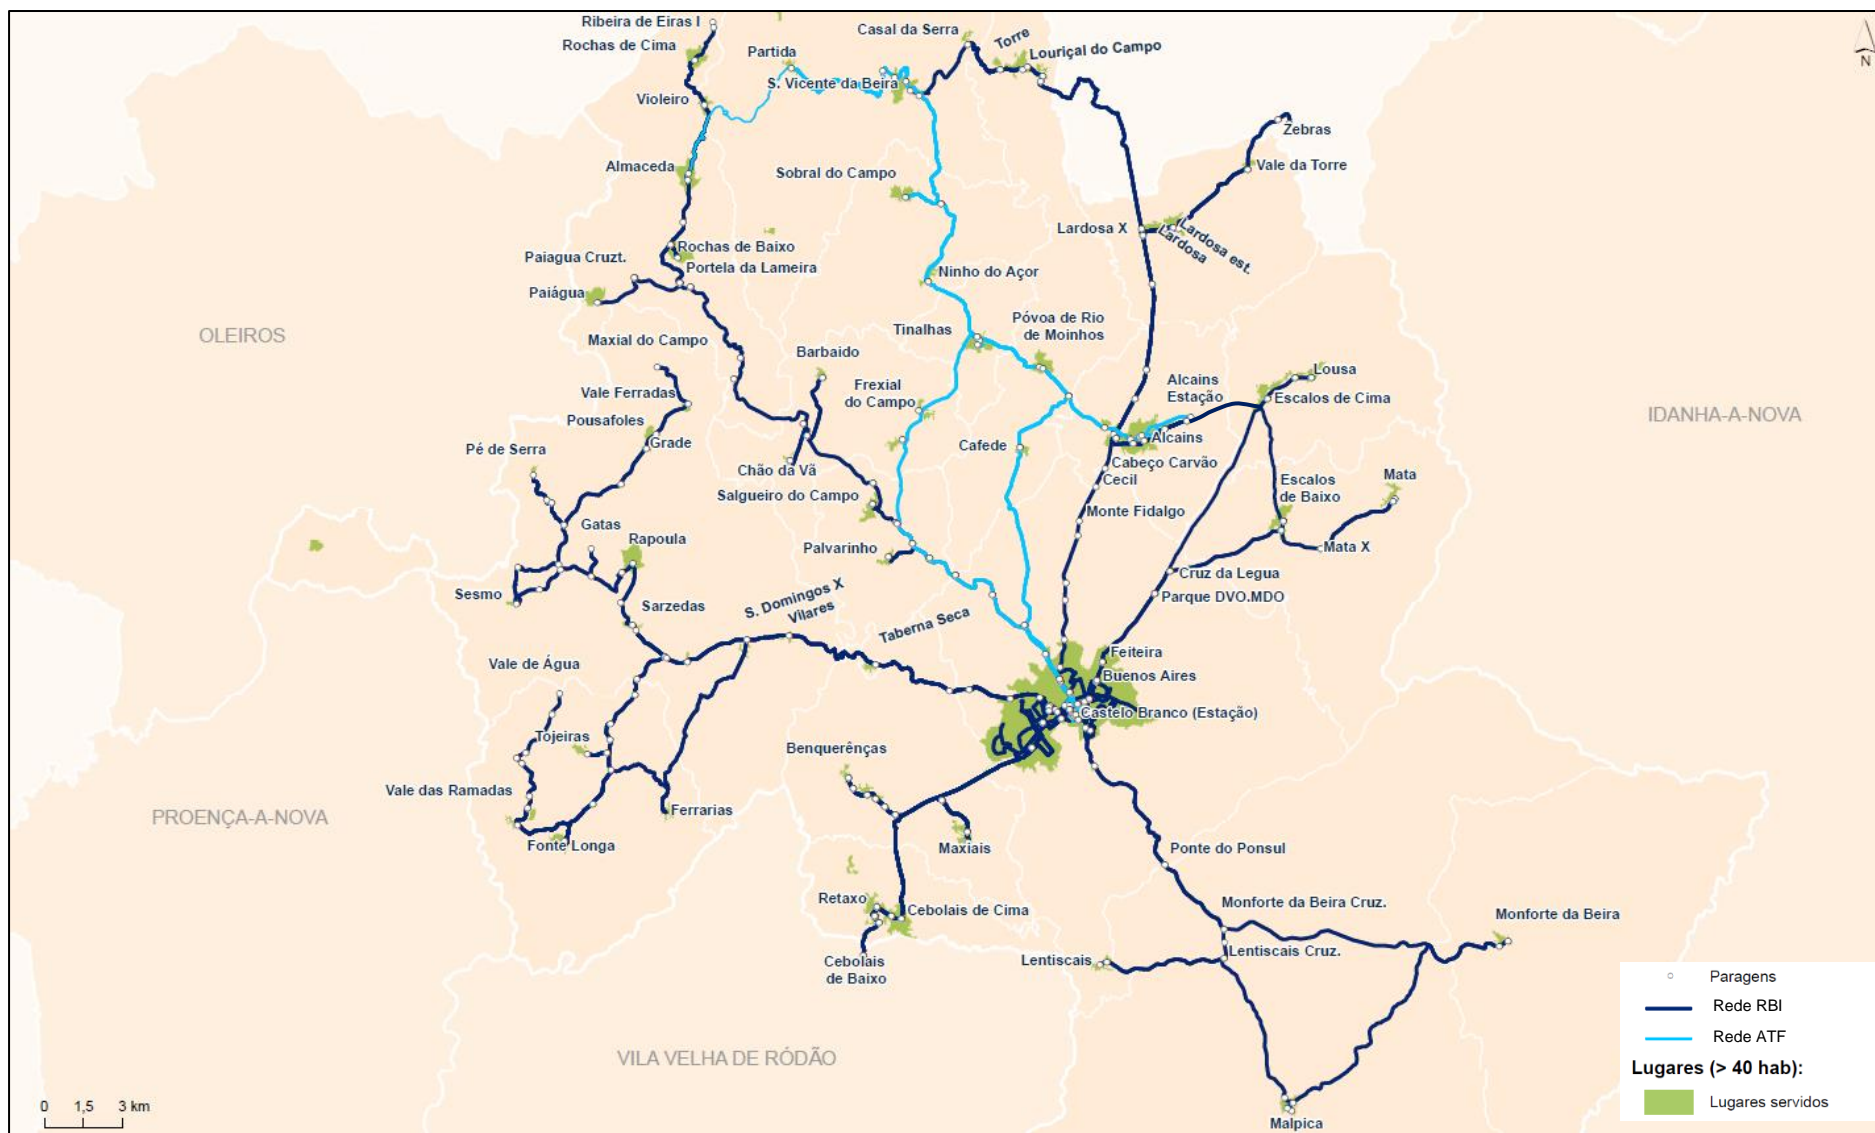 Ribeira de Eiras I
Casal da Serra
Torre
Rochas de Cima
Partida
Louriçal do Campo
N
S. Vicente da Beira
Violeiro
Zebras
Almaceda
Sobral do Campo
Vale da Torre
Lardosa X
Lardosa est.
Lardosa
Rochas de Baixo
Paiagua Cruzt.
Portela da Lameira
Ninho do Açor
Paiágua
OLEIROS
Maxial do Campo
Tinalhas
Póvoa de Rio
de Moinhos
Barbaido
Vale Ferradas
Frexial
do Campo
Alcains
Estação
Lousa
Escalos de Cima
IDANHA-A-NOVA
Pousafoles
Grade
Pé de Serra
Cafede
Alcains
Chão da Vã
Cabeço Carvão
Cecil
Escalos
de Baixo
Mata
Salgueiro do Campo
Monte Fidalgo
Gatas
Rapoula
Palvarinho
Mata X
Cruz da Legua
Sesmo
Sarzedas
S. Domingos X
Vilares
Parque DVO.MDO
Taberna Seca
Vale de Água
Feiteira
Buenos Aires
Castelo Branco (Estação)
Tojeiras
Benquerênças
Vale das Ramadas
PROENÇA-A-NOVA
Ferrarias
Fonte Longa
Maxiais
Ponte do Ponsul
Retaxo
Cebolais de Cima
Monforte da Beira Cruz.
Monforte da Beira
Lentiscais
Lentiscais Cruz.
Cebolais
de Baixo
VILA VELHA DE RÓDÃO
Malpica
0 1,5 3 km
Paragens
Rede RBI
Rede ATF
Lugares (> 40 hab):
Lugares servidos